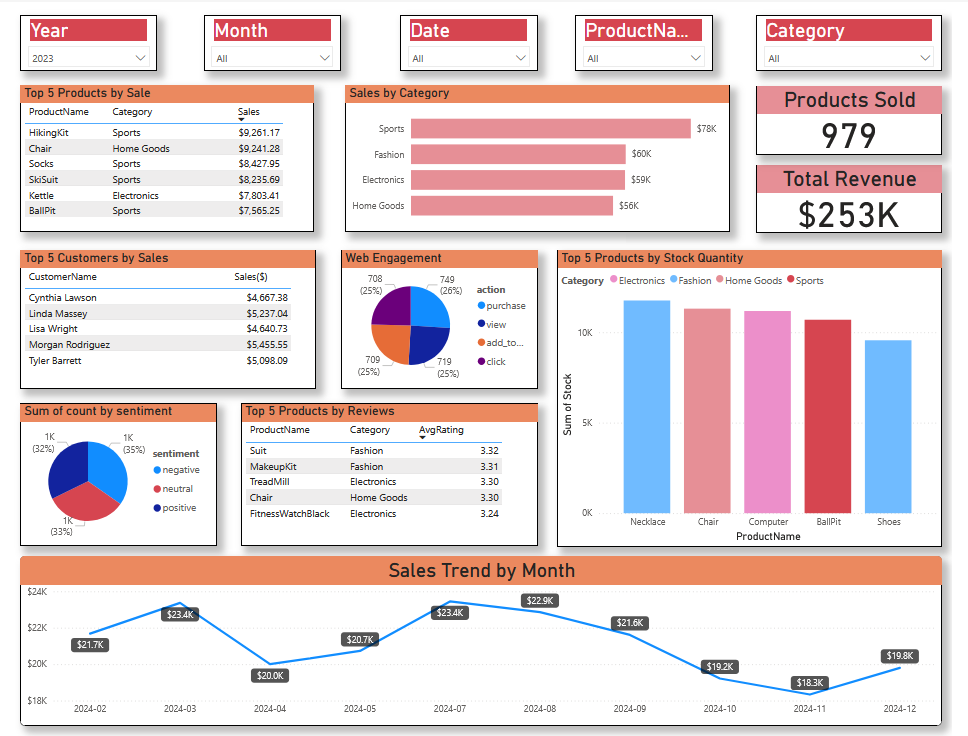 Year
2023
Month
All
Date
All
ProductNa...
All
Category
All
Top 5 Products by Sale
ProductName Category Sales
HikingKit Sports $9,261.17
Chair Home Goods $9,241.28
Socks Sports $8,427.95
SkiSuit Sports $8,235.69
Kettle Electronics $7,803.41
BallPit Sports $7,565.25
Sales by Category
Sports $78K
Fashion $60K
Electronics $59K
Home Goods $56K
Products Sold
979
Total Revenue
$253K
Top 5 Customers by Sales
CustomerName Sales($)
Cynthia Lawson $4,667.38
Linda Massey $5,237.04
Lisa Wright $4,640.73
Morgan Rodriguez $5,455.55
Tyler Barrett $5,098.09
Web Engagement
708
(25%)
749
(26%)
709
(25%)
719
(25%)
action
purchase
view
add_to...
click
Top 5 Products by Stock Quantity
Category Electronics Fashion Home Goods Sports
10K
5K
0K
Sum of Stock
Necklace Chair Computer BallPit Shoes
ProductName
Sum of count by sentiment
1K
(32%)
1K
(35%)
1K
(33%)
sentiment
negative
neutral
positive
Top 5 Products by Reviews
ProductName Category AvgRating
Suit Fashion 3.32
MakeupKit Fashion 3.31
TreadMill Electronics 3.30
Chair Home Goods 3.30
FitnessWatchBlack Electronics 3.24
Sales Trend by Month
$24K
$22K
$20K
$18K
$21.7K $23.4K $20.0K $20.7K $23.4K $22.9K $21.6K $19.2K $18.3K $19.8K
2024-02 2024-03 2024-04 2024-05 2024-07 2024-08 2024-09 2024-10 2024-11 2024-12